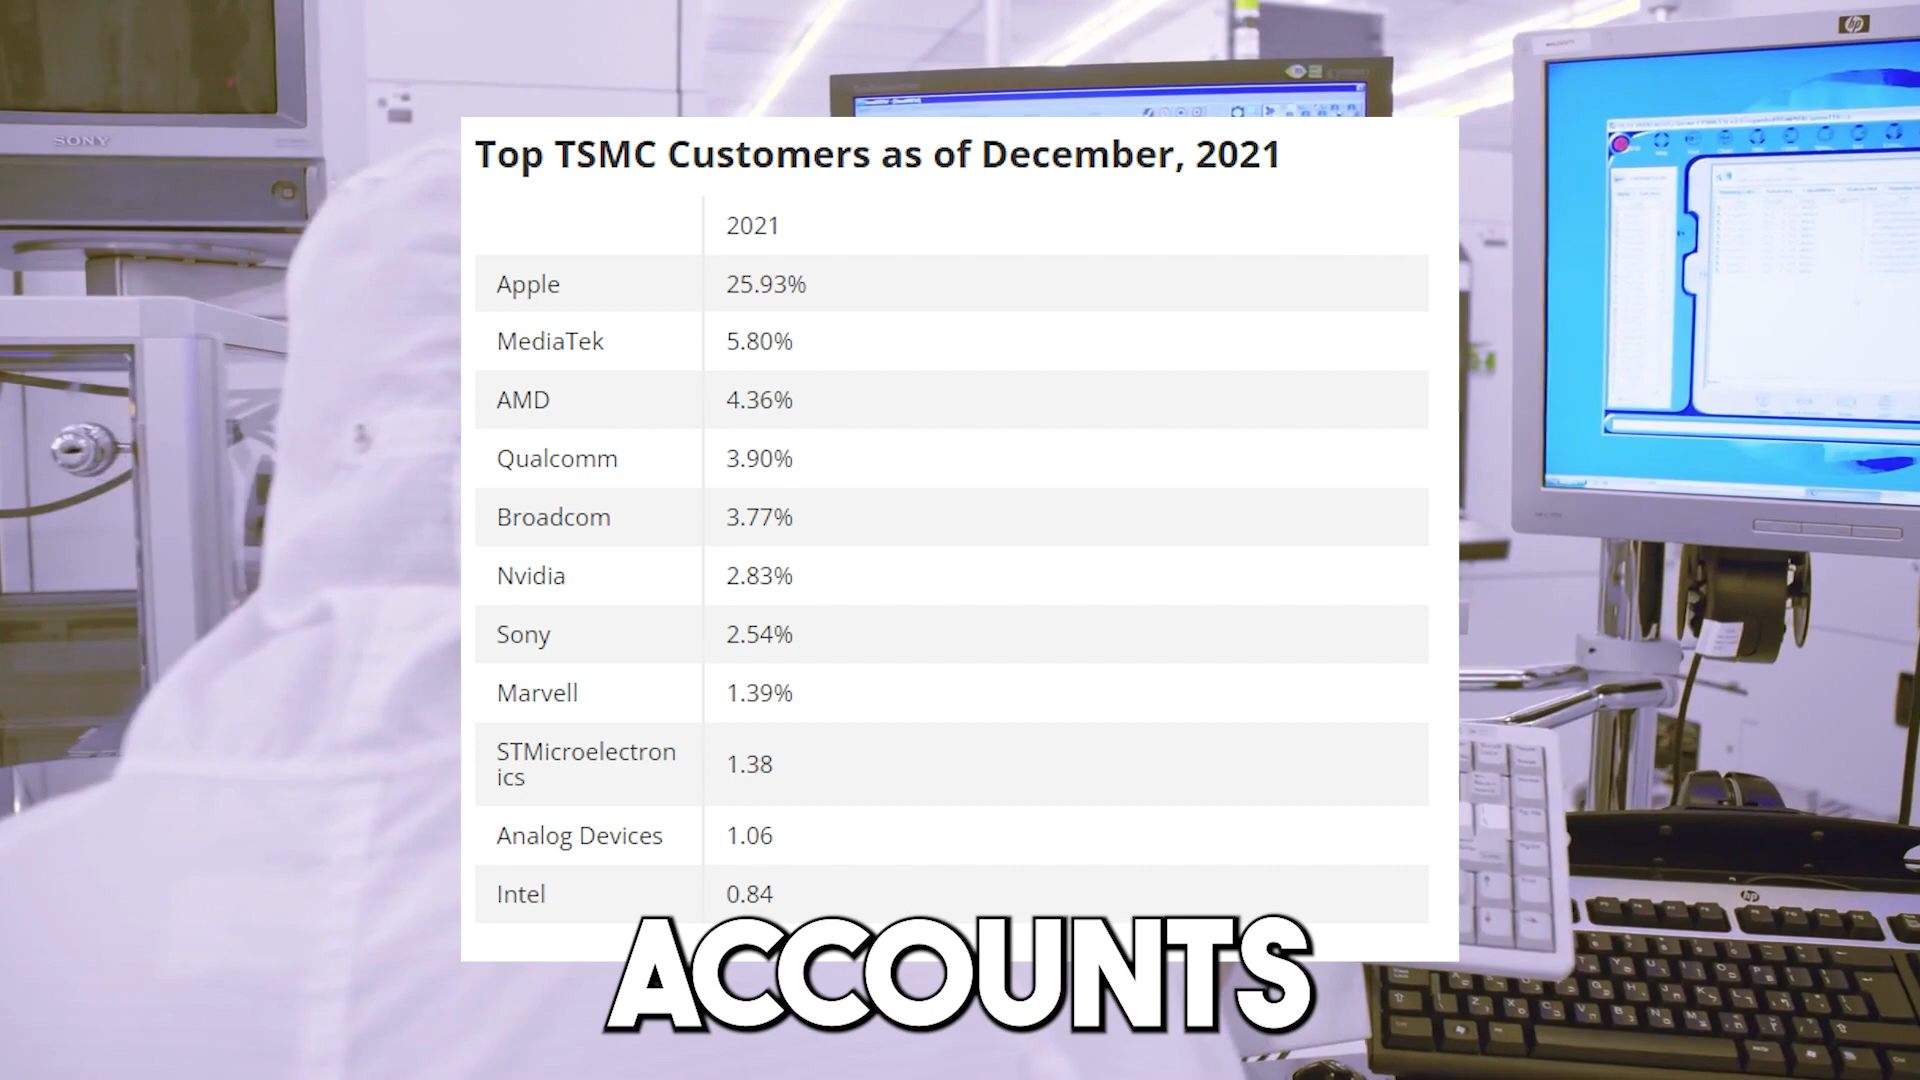 SONY
hp
Top TSMC Customers as of December, 2021
2021
Apple 25.93%
MediaTek 5.80%
AMD 4.36%
Qualcomm 3.90%
Broadcom 3.77%
Nvidia 2.83%
Sony 2.54%
Marvell 1.39%
STMicroelectron
ics 1.38
Analog Devices 1.06
Intel 0.84
ACCOUNTS
hp